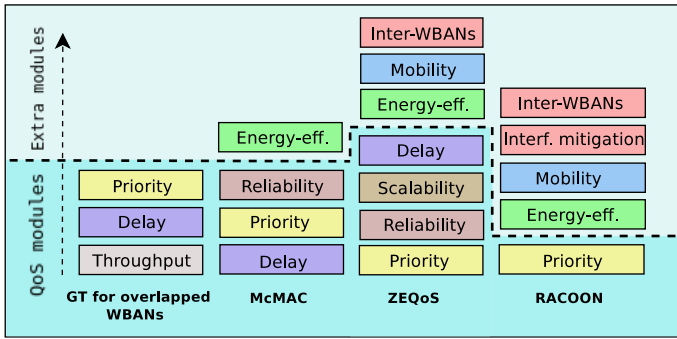 Extra modules
QoS modules
Priority
Delay
Throughput
GT for overlapped
WBANs
Energy-eff.
Reliability
Priority
Delay
McMAC
Inter-WBANs
Mobility
Energy-eff.
Delay
Scalability
Reliability
Priority
ZEQoS
Inter-WBANs
Interf. mitigation
Mobility
Energy-eff.
Priority
RACOON